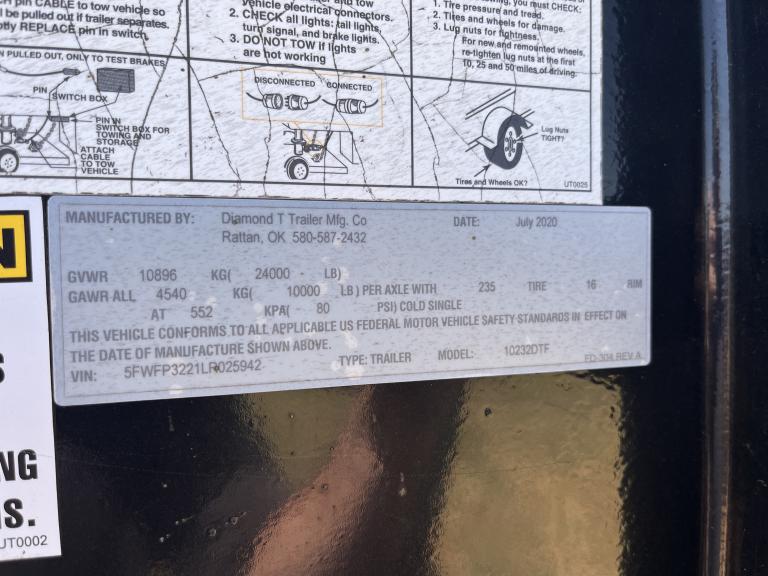 pin CABLE to tow vehicle so
l be pulled out if trailer separates.
tly REPLACE pin in switch
N PULLED OUT, ONLY TO TEST BRAKES
PIN
SWITCH BOX
PIN IN
SWITCH BOX FOR
TOWING AND
STORAGE
ATTACH
CABLE
TO TOW
VEHICLE
and tow
vehicle electrical connectors.
2. CHECK all lights: tail lights,
turn signal, and brake lights.
3. DO NOT TOW if lights
are not working
DISCONNECTED CONNECTED
you must CHECK:
1. Tire pressure and tread.
2. Tires and wheels for damage.
3. Lug nuts for tightness.
For new and remounted wheels,
re-tighten lug nuts at the first
10, 25 and 50 miles of driving.
Lug Nuts
TIGHT?
Tires and Wheels OK?
UT0025
MANUFACTURED BY: Diamond T Trailer Mfg. Co DATE: July 2020
Rattan, OK 580-587-2432
GVWR 10896 KG( 24000 - LB)
GAWR ALL 4540 KG( 10000 LB) PER AXLE WITH 235 TIRE 16 RIM
AT 552 KPA( 80 PSI) COLD SINGLE
THIS VEHICLE CONFORMS TO ALL APPLICABLE US FEDERAL MOTOR VEHICLE SAFETY STANDARDS IN EFFECT ON
THE DATE OF MANUFACTURE SHOWN ABOVE.
VIN: 5FWFP3221LR025942 TYPE: TRAILER MODEL: 10232DTF FD-304 REV A
N
S
NG
IS.
UT0002